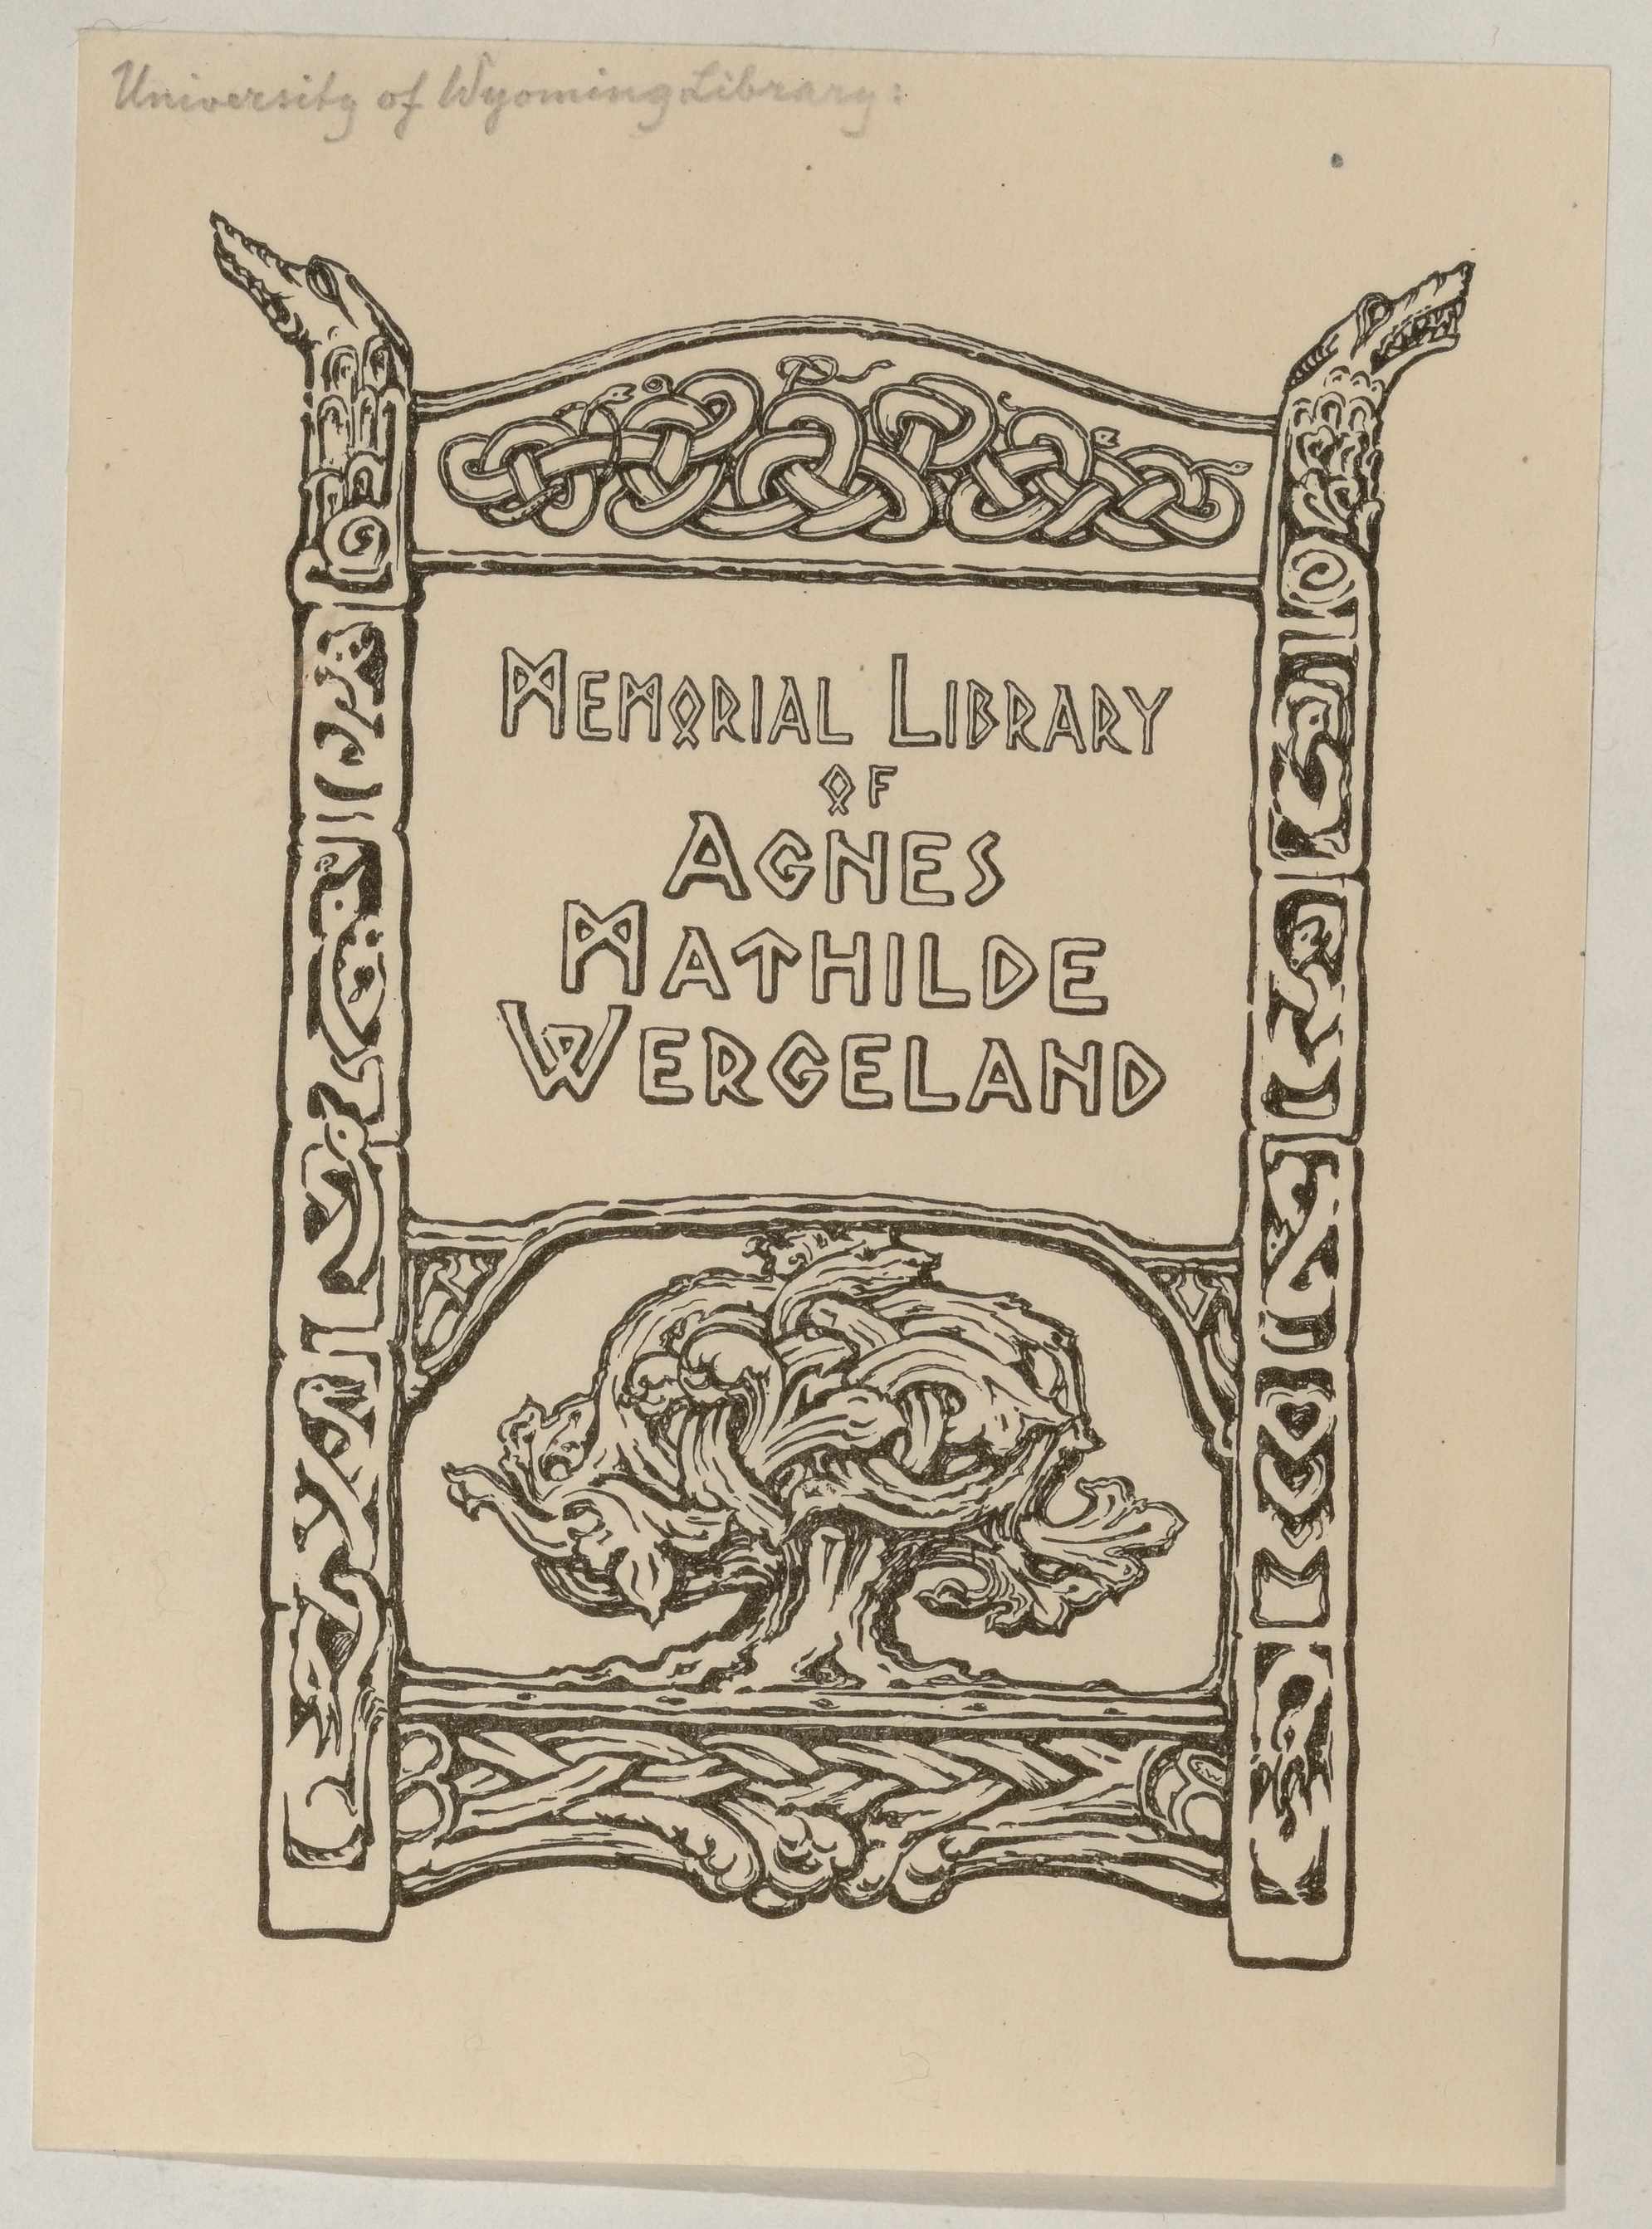 University of Wyoming Library:
MEMORIAL LIBRARY
OF
AGNES
MATHILDE
WERGELAND